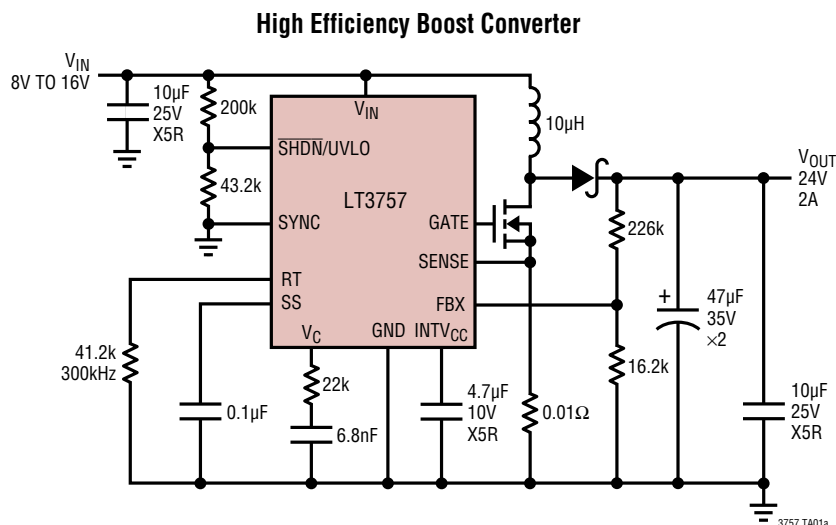 High Efficiency Boost Converter
VIN
8V TO 16V
10µF
25V
X5R
200k
43.2k
VIN
SHDN/UVLO
LT3757
SYNC
GATE
SENSE
RT
SS
FBX
VC
GND
INTVCC
10µH
VOUT
24V
2A
226k
16.2k
+
47µF
35V
×2
10µF
25V
X5R
41.2k
300kHz
0.1µF
22k
6.8nF
4.7µF
10V
X5R
0.01Ω
3757 TA01a